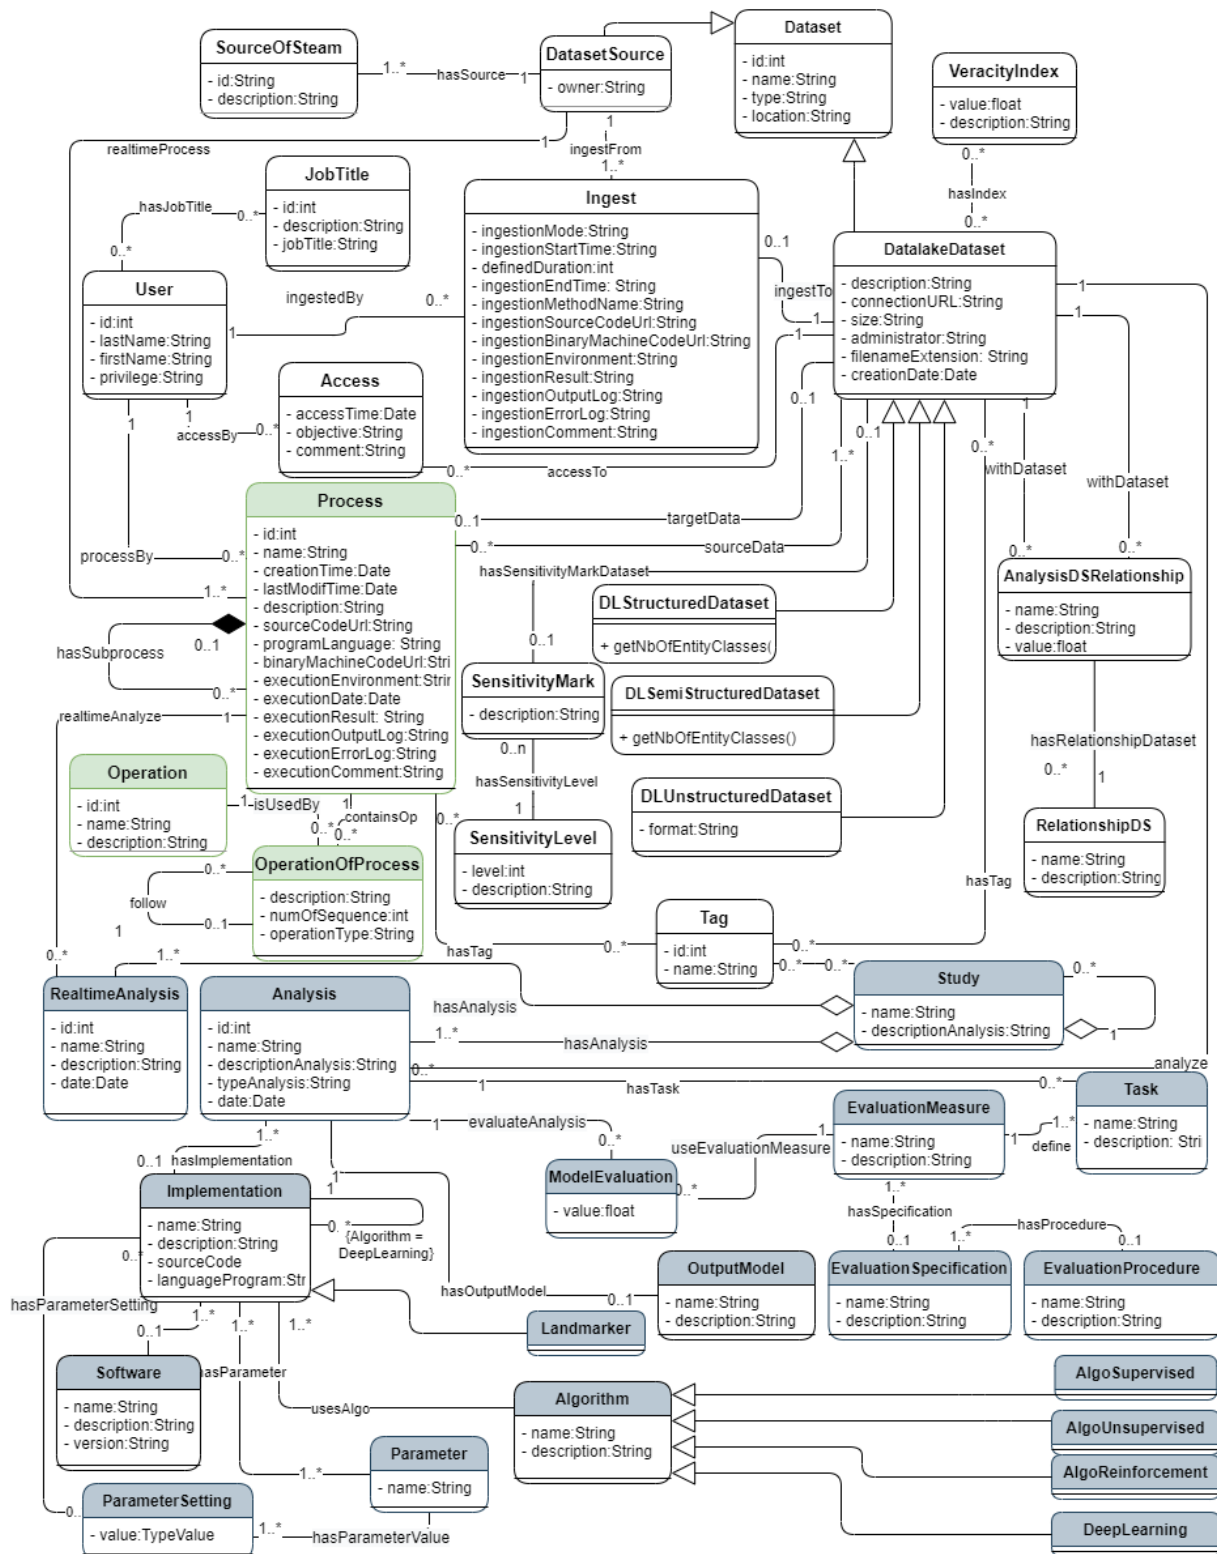 Dataset
- id:int
- name:String
- type:String
- location:String
SourceOfSteam
- id:String
- description:String
1..*
hasSource
1
DatasetSource
- owner:String
VeracityIndex
- value:float
- description:String
0..*
hasIndex
0..*
realtimeProcess
1
1
ingestFrom
1..*
JobTitle
- id:int
- description:String
- jobTitle:String
hasJobTitle
0..*
0..*
Ingest
- ingestionMode:String
- ingestionStartTime:String
- definedDuration:int
- ingestionEndTime: String
- ingestionMethodName:String
- ingestionSourceCodeUrl:String
- ingestionBinaryMachineCodeUrl:String
- ingestionEnvironment:String
- ingestionResult:String
- ingestionOutputLog:String
- ingestionErrorLog:String
- ingestionComment:String
0..1
ingestTo
1
DatalakeDataset
- description:String
- connectionURL:String
- size:String
- administrator:String
- filenameExtension: String
- creationDate:Date
1
1
User
- id:int
- lastName:String
- firstName:String
- privilege:String
ingestedBy
0..*
1
1
Access
- accessTime:Date
- objective:String
- comment:String
1
accessBy
0..*
1
0..*
accessTo
0..1
0..1
1..*
0..*
1
withDataset
withDataset
Process
- id:int
- name:String
- creationTime:Date
- lastModifTime:Date
- description:String
- sourceCodeUrl:String
- programLanguage: String
- binaryMachineCodeUrl:Stri
- executionEnvironment:Strin
- executionDate:Date
- executionResult: String
- executionOutputLog:String
- executionErrorLog:String
- executionComment:String
0..1
targetData
0..*
sourceData
processBy
0..*
1..*
0..1
hasSubprocess
0..*
realtimeAnalyze
1
hasSensitivityMarkDataset
0..1
0..*
0..*
AnalysisDSRelationship
- name:String
- description:String
- value:float
DLStructuredDataset
+ getNbOfEntityClasses(
SensitivityMark
- description:String
0..n
hasSensitivityLevel
1
DLSemiStructuredDataset
+ getNbOfEntityClasses()
hasRelationshipDataset
0..*
1
DLUnstructuredDataset
- format:String
SensitivityLevel
- level:int
- description:String
RelationshipDS
- name:String
- description:String
Operation
- id:int
- name:String
- description:String
1
isUsedBy
0..*
1
containsOp
0..*
0..*
OperationOfProcess
- description:String
- numOfSequence:int
- operationType:String
0..*
follow
0..1
1
hasTag
0..*
hasTag
Tag
- id:int
- name:String
0..*
0..*
0..*
0..*
1..*
RealtimeAnalysis
- id:int
- name:String
- description:String
- date:Date
Analysis
- id:int
- name:String
- descriptionAnalysis:String
- typeAnalysis:String
- date:Date
hasAnalysis
1..*
hasAnalysis
Study
- name:String
- descriptionAnalysis:String
0..*
1
0..*
analyze
1
hasTask
0..*
Task
- name:String
- description: Stri
1
evaluateAnalysis
0..*
EvaluationMeasure
- name:String
- description:String
1
1..*
define
1
useEvaluationMeasure
0..*
ModelEvaluation
- value:float
1..*
hasImplementation
0..1
1
Implementation
- name:String
- description:String
- sourceCode
- languageProgram:Str
1
0..*
{Algorithm =
DeepLearning}
1..*
hasSpecification
0..1
1..*
hasProcedure
0..1
EvaluationSpecification
- name:String
- description:String
EvaluationProcedure
- name:String
- description:String
OutputModel
- name:String
- description:String
hasOutputModel
0..1
Landmarker
0..*
hasParameterSetting
1..*
0..1
1..*
1..*
Software
- name:String
- description:String
- version:String
hasParameter
usesAlgo
Algorithm
- name:String
- description:String
AlgoSupervised
AlgoUnsupervised
AlgoReinforcement
DeepLearning
Parameter
- name:String
1..*
ParameterSetting
- value:TypeValue
0..
1..*
hasParameterValue